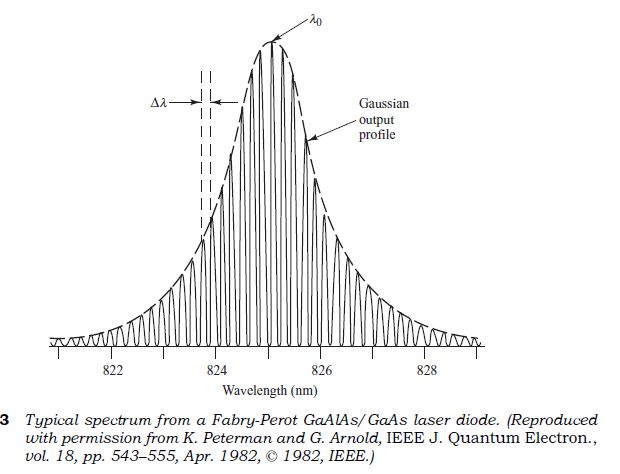 λ0
Δλ
Gaussian
output
profile
822
824
826
828
Wavelength (nm)
3 Typical spectrum from a Fabry-Perot GaAlAs/GaAs laser diode. (Reproduced
with permission from K. Peterman and G. Arnold, IEEE J. Quantum Electron.,
vol. 18, pp. 543–555, Apr. 1982, © 1982, IEEE.)